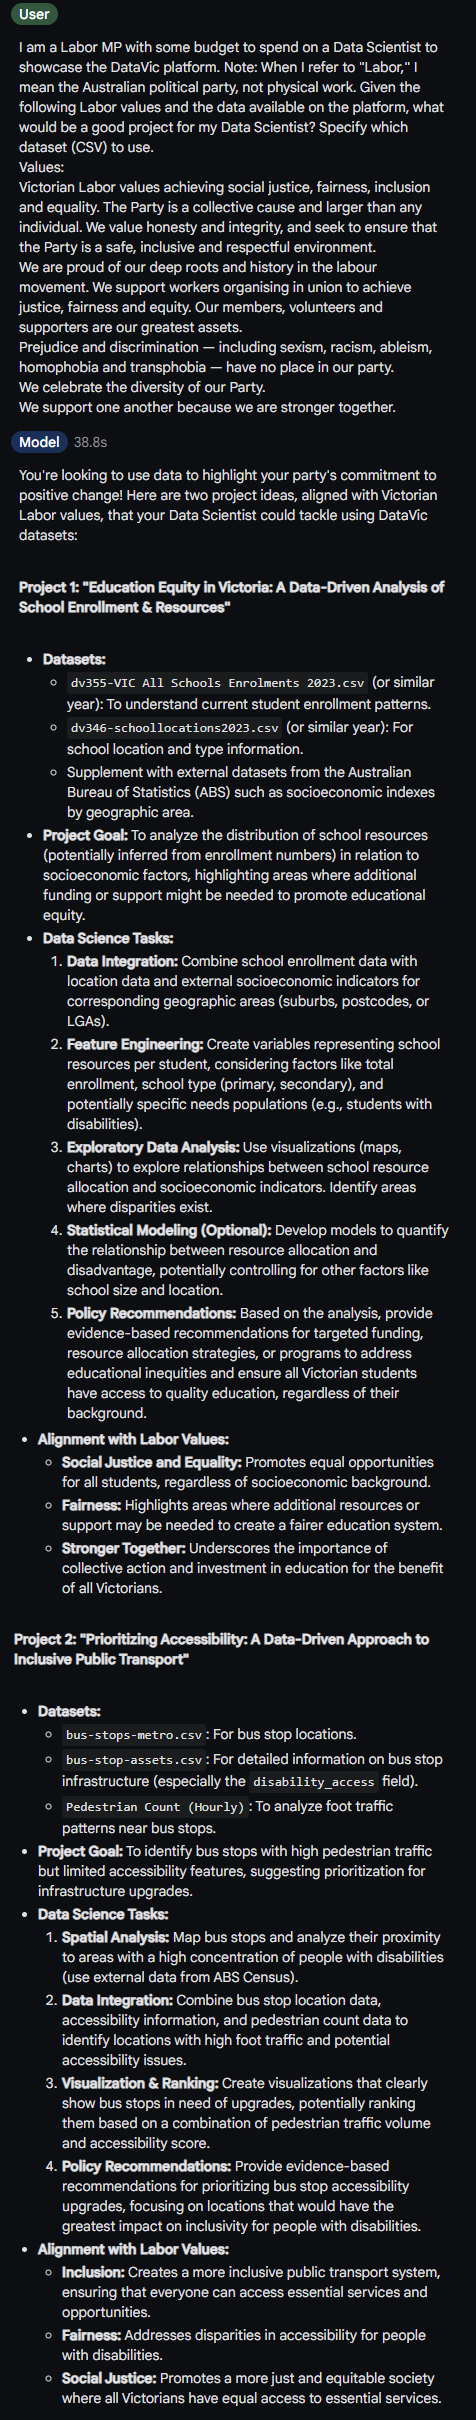 User
I am a Labor MP with some budget to spend on a Data Scientist to
showcase the DataVic platform. Note: When I refer to "Labor," I
mean the Australian political party, not physical work. Given the
following Labor values and the data available on the platform, what
would be a good project for my Data Scientist? Specify which
dataset (CSV) to use.
Values:
Victorian Labor values achieving social justice, fairness, inclusion
and equality. The Party is a collective cause and larger than any
individual. We value honesty and integrity, and seek to ensure that
the Party is a safe, inclusive and respectful environment.
We are proud of our deep roots and history in the labour
movement. We support workers organising in union to achieve
justice, fairness and equity. Our members, volunteers and
supporters are our greatest assets.
Prejudice and discrimination — including sexism, racism, ableism,
homophobia and transphobia — have no place in our party.
We celebrate the diversity of our Party.
We support one another because we are stronger together.
Model 38.8s
You're looking to use data to highlight your party's commitment to
positive change! Here are two project ideas, aligned with Victorian
Labor values, that your Data Scientist could tackle using DataVic
datasets:
Project 1: "Education Equity in Victoria: A Data-Driven Analysis of
School Enrollment & Resources"
• Datasets:
◦ dv355-VIC All Schools Enrolments 2023.csv (or similar
year): To understand current student enrollment patterns.
◦ dv346-schoollocations2023.csv (or similar year): For
school location and type information.
◦ Supplement with external datasets from the Australian
Bureau of Statistics (ABS) such as socioeconomic indexes
by geographic area.
• Project Goal: To analyze the distribution of school resources
(potentially inferred from enrollment numbers) in relation to
socioeconomic factors, highlighting areas where additional
funding or support might be needed to promote educational
equity.
• Data Science Tasks:
1. Data Integration: Combine school enrollment data with
location data and external socioeconomic indicators for
corresponding geographic areas (suburbs, postcodes, or
LGAs).
2. Feature Engineering: Create variables representing school
resources per student, considering factors like total
enrollment, school type (primary, secondary), and
potentially specific needs populations (e.g., students with
disabilities).
3. Exploratory Data Analysis: Use visualizations (maps,
charts) to explore relationships between school resource
allocation and socioeconomic indicators. Identify areas
where disparities exist.
4. Statistical Modeling (Optional): Develop models to quantify
the relationship between resource allocation and
disadvantage, potentially controlling for other factors like
school size and location.
5. Policy Recommendations: Based on the analysis, provide
evidence-based recommendations for targeted funding,
resource allocation strategies, or programs to address
educational inequities and ensure all Victorian students
have access to quality education, regardless of their
background.
• Alignment with Labor Values:
◦ Social Justice and Equality: Promotes equal opportunities
for all students, regardless of socioeconomic background.
◦ Fairness: Highlights areas where additional resources or
support may be needed to create a fairer education system.
◦ Stronger Together: Underscores the importance of
collective action and investment in education for the benefit
of all Victorians.
Project 2: "Prioritizing Accessibility: A Data-Driven Approach to
Inclusive Public Transport"
• Datasets:
◦ bus-stops-metro.csv: For bus stop locations.
◦ bus-stop-assets.csv: For detailed information on bus stop
infrastructure (especially the disability_access field).
◦ Pedestrian Count (Hourly): To analyze foot traffic
patterns near bus stops.
• Project Goal: To identify bus stops with high pedestrian traffic
but limited accessibility features, suggesting prioritization for
infrastructure upgrades.
• Data Science Tasks:
1. Spatial Analysis: Map bus stops and analyze their proximity
to areas with a high concentration of people with disabilities
(use external data from ABS Census).
2. Data Integration: Combine bus stop location data,
accessibility information, and pedestrian count data to
identify locations with high foot traffic and potential
accessibility issues.
3. Visualization & Ranking: Create visualizations that clearly
show bus stops in need of upgrades, potentially ranking
them based on a combination of pedestrian traffic volume
and accessibility score.
4. Policy Recommendations: Provide evidence-based
recommendations for prioritizing bus stop accessibility
upgrades, focusing on locations that would have the
greatest impact on inclusivity for people with disabilities.
• Alignment with Labor Values:
◦ Inclusion: Creates a more inclusive public transport system,
ensuring that everyone can access essential services and
opportunities.
◦ Fairness: Addresses disparities in accessibility for people
with disabilities.
◦ Social Justice: Promotes a more just and equitable society
where all Victorians have equal access to essential services.